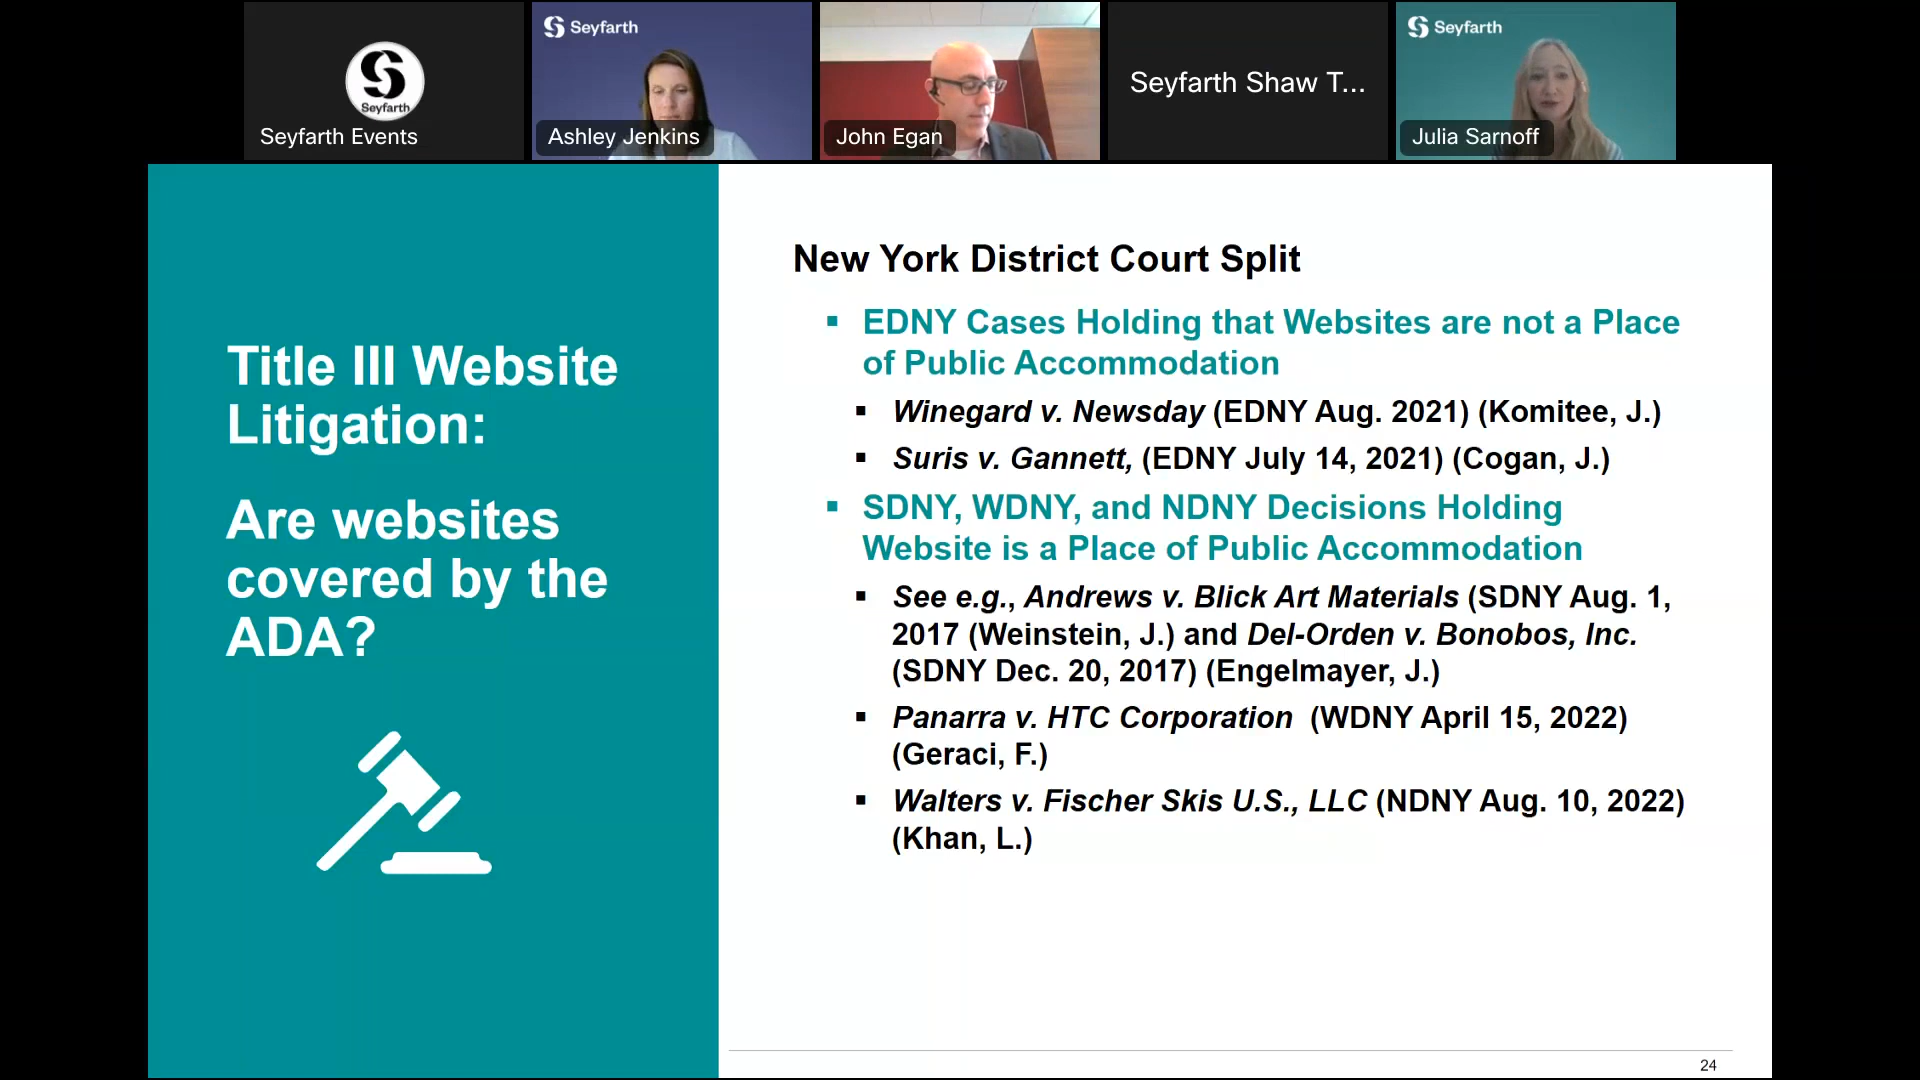 Seyfarth
Seyfarth Events
Seyfarth
Ashley Jenkins
John Egan
Seyfarth Shaw T...
Seyfarth
Julia Sarnoff
Title III Website
Litigation:
Are websites
covered by the
ADA?
New York District Court Split
EDNY Cases Holding that Websites are not a Place
of Public Accommodation
Winegard v. Newsday (EDNY Aug. 2021) (Komitee, J.)
Suris v. Gannett, (EDNY July 14, 2021) (Cogan, J.)
SDNY, WDNY, and NDNY Decisions Holding
Website is a Place of Public Accommodation
See e.g., Andrews v. Blick Art Materials (SDNY Aug. 1,
2017 (Weinstein, J.) and Del-Orden v. Bonobos, Inc.
(SDNY Dec. 20, 2017) (Engelmayer, J.)
Panarra v. HTC Corporation (WDNY April 15, 2022)
(Geraci, F.)
Walters v. Fischer Skis U.S., LLC (NDNY Aug. 10, 2022)
(Khan, L.)
24